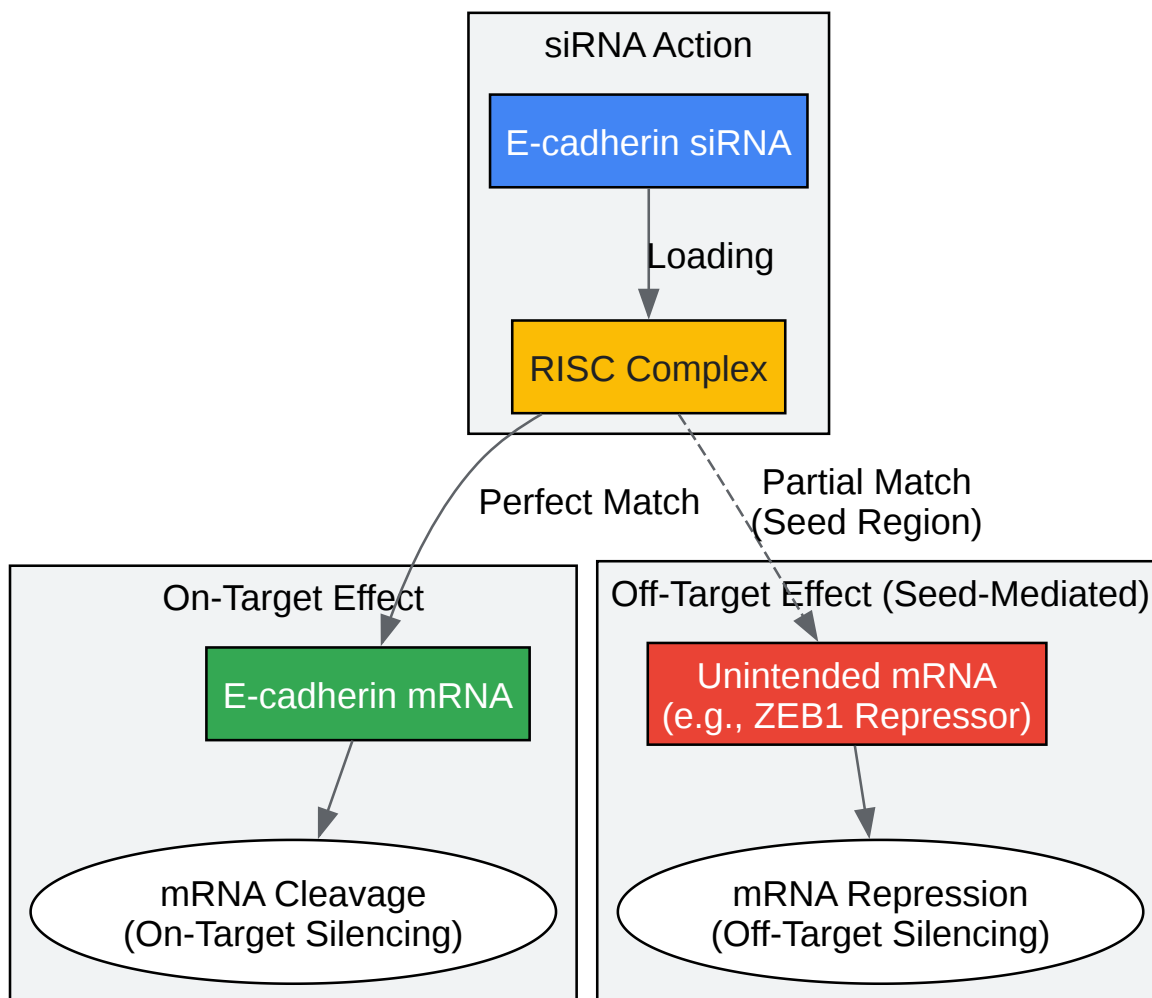 siRNA Action
E-cadherin siRNA
Loading
RISC Complex
Perfect Match
Partial Match
(Seed Region)
On-Target Effect
E-cadherin mRNA
mRNA Cleavage
(On-Target Silencing)
Off-Target Effect (Seed-Mediated)
Unintended mRNA
(e.g., ZEB1 Repressor)
mRNA Repression
(Off-Target Silencing)